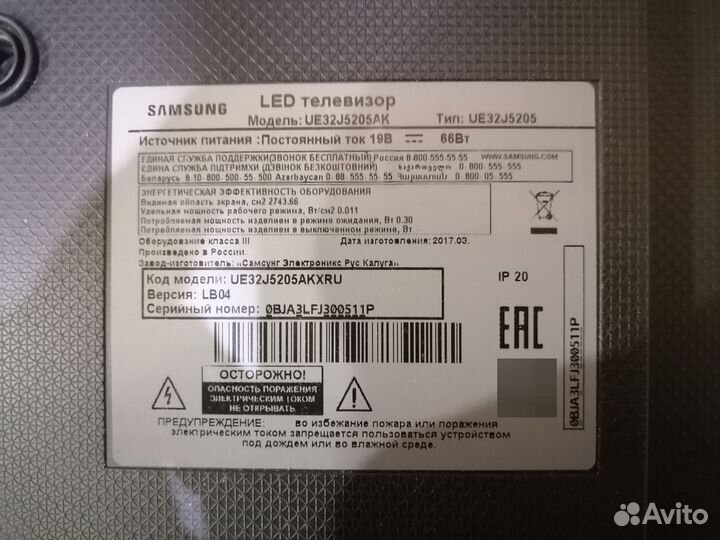 SAMSUNG
LED телевизор
Модель: UE32J5205AK Тип: UE32J5205
Источник питания :Постоянный ток 19В 66Вт
ЕДИНАЯ СЛУЖБА ПОДДЕРЖКИ(ЗВОНОК БЕСПЛАТНЫЙ) Россия 8-800-555-55-55 WWW.SAMSUNG.COM
ЄДИНА СЛУЖБА ПІДТРИМКИ (ДЗВІНОК БЕЗКОШТОВНИЙ) 0-800-555-555
Беларусь 8-10-800-500-55-500 Azerbaycan 0-88-555-55-55 Հայաստան 0-800-05-555
ЭНЕРГЕТИЧЕСКАЯ ЭФФЕКТИВНОСТЬ ОБОРУДОВАНИЯ
Видимая область экрана, см2 2743.66
Удельная мощность рабочего режима, Вт/см2 0.011
Потребляемая мощность изделием в режиме ожидания, Вт 0.30
Потребляемая мощность изделием в выключенном режиме, Вт
Оборудование класса III Дата изготовления: 2017.03.
Произведено в России.
Завод-изготовитель: «Самсунг Электроникс Рус Калуга»
Код модели: UE32J5205AKXRU
IP 20
Версия: LB04
Серийный номер: 0BJA3LFJ300511P
EAC
0BJA3LFJ300511P
ОСТОРОЖНО!
ОПАСНОСТЬ ПОРАЖЕНИЯ
ЭЛЕКТРИЧЕСКИМ ТОКОМ
НЕ ОТКРЫВАТЬ
ПРЕДУПРЕЖДЕНИЕ: во избежание пожара или поражения
электрическим током запрещается пользоваться устройством
под дождем или во влажной среде.
Avito